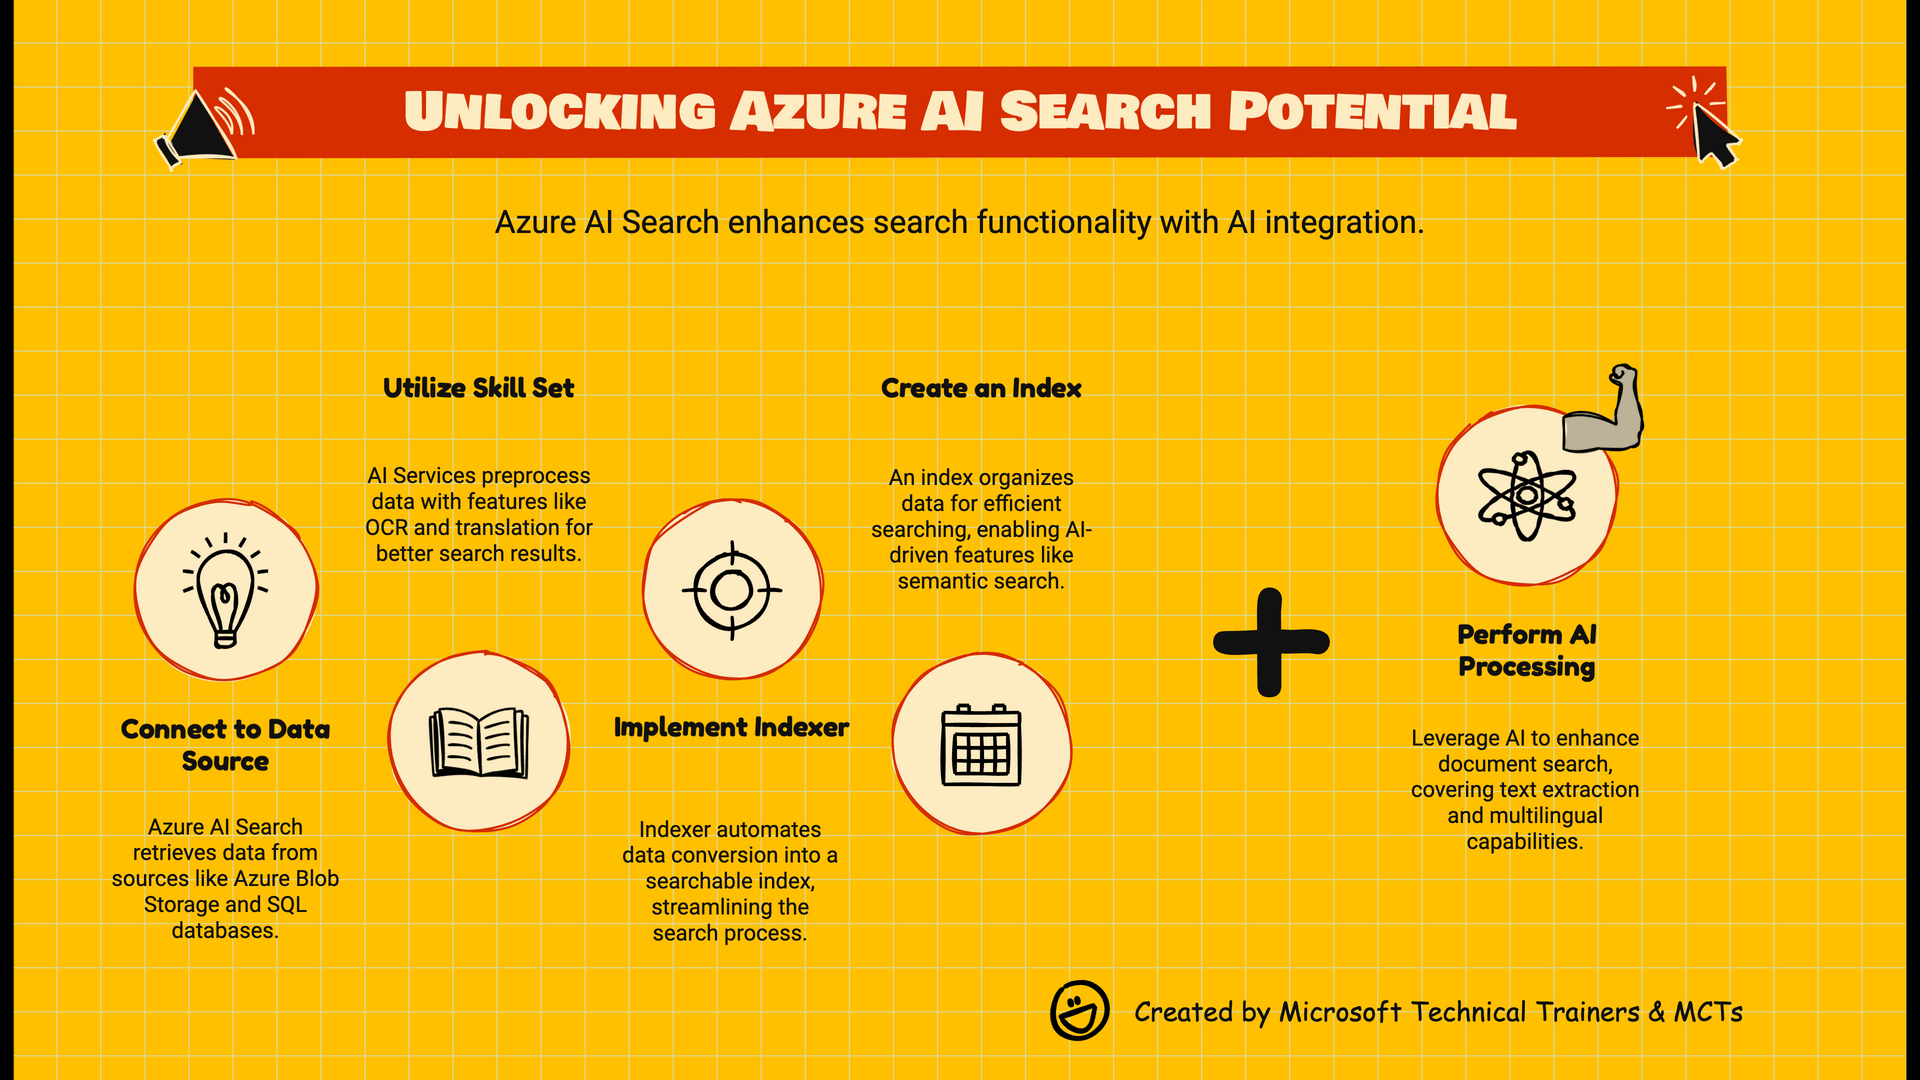 Unlocking Azure AI Search Potential
Azure AI Search enhances search functionality with AI integration.
Connect to Data
Source
Azure AI Search
retrieves data from
sources like Azure Blob
Storage and SQL
databases.
Utilize Skill Set
AI Services preprocess
data with features like
OCR and translation for
better search results.
Implement Indexer
Indexer automates
data conversion into a
searchable index,
streamlining the
search process.
Create an Index
An index organizes
data for efficient
searching, enabling AI-
driven features like
semantic search.
Perform AI
Processing
Leverage AI to enhance
document search,
covering text extraction
and multilingual
capabilities.
Created by Microsoft Technical Trainers & MCTs